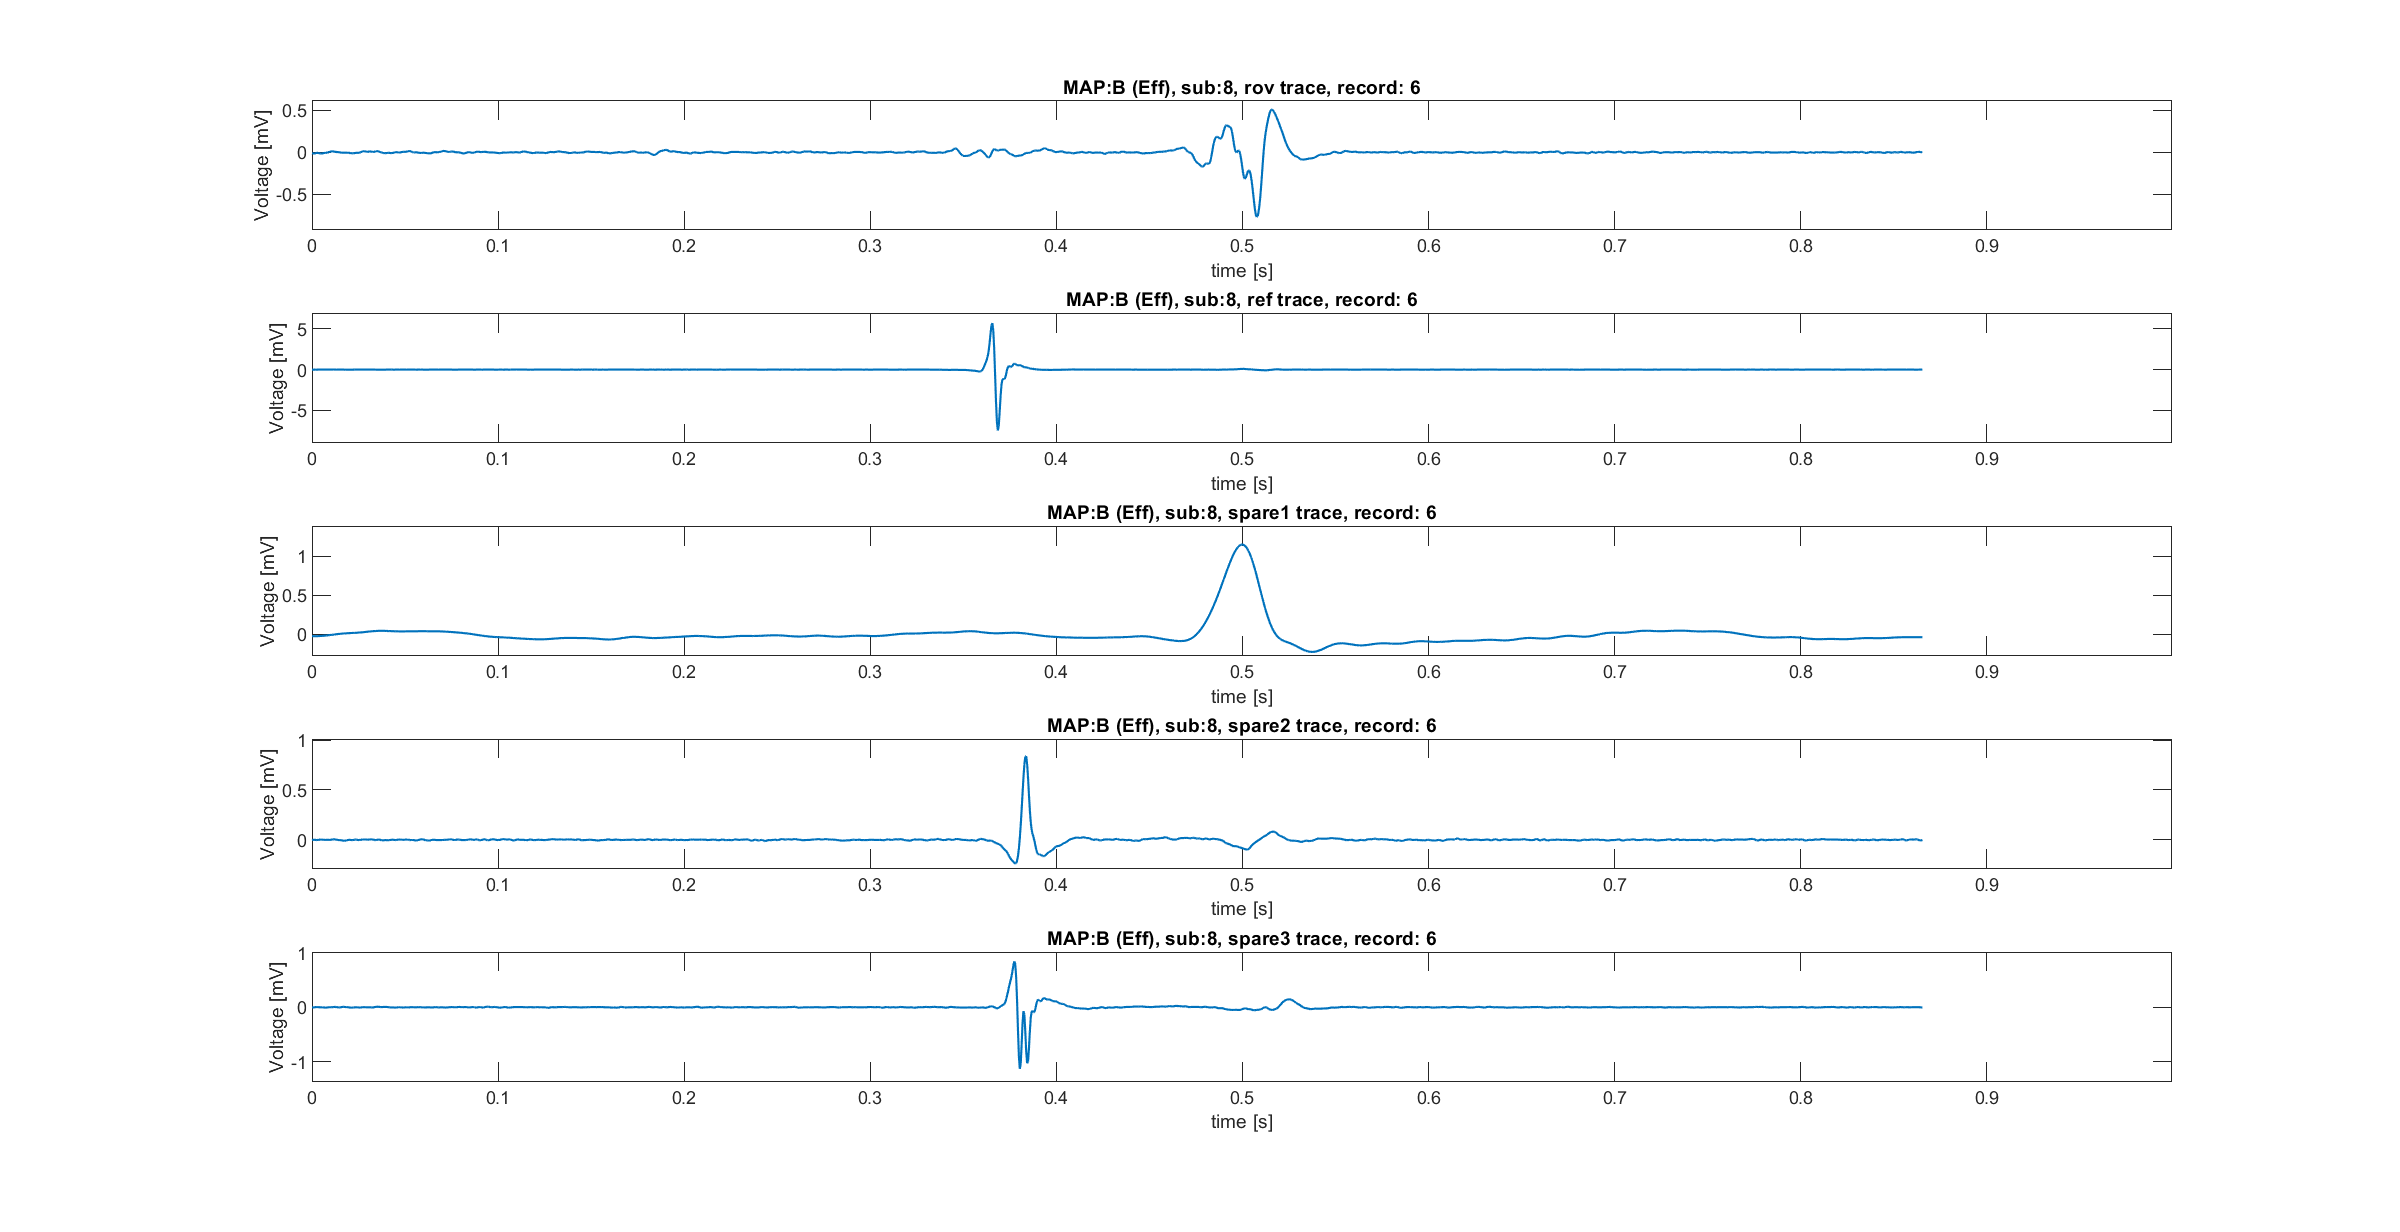 MAP:B (Eff), sub:8, rov trace, record: 6
Voltage [mV]
0.5
0
-0.5
0 0.1 0.2 0.3 0.4 0.5 0.6 0.7 0.8 0.9
time [s]
MAP:B (Eff), sub:8, ref trace, record: 6
Voltage [mV]
5
0
-5
0 0.1 0.2 0.3 0.4 0.5 0.6 0.7 0.8 0.9
time [s]
MAP:B (Eff), sub:8, spare1 trace, record: 6
Voltage [mV]
1
0.5
0
0 0.1 0.2 0.3 0.4 0.5 0.6 0.7 0.8 0.9
time [s]
MAP:B (Eff), sub:8, spare2 trace, record: 6
Voltage [mV]
1
0.5
0
0 0.1 0.2 0.3 0.4 0.5 0.6 0.7 0.8 0.9
time [s]
MAP:B (Eff), sub:8, spare3 trace, record: 6
Voltage [mV]
1
0
-1
0 0.1 0.2 0.3 0.4 0.5 0.6 0.7 0.8 0.9
time [s]